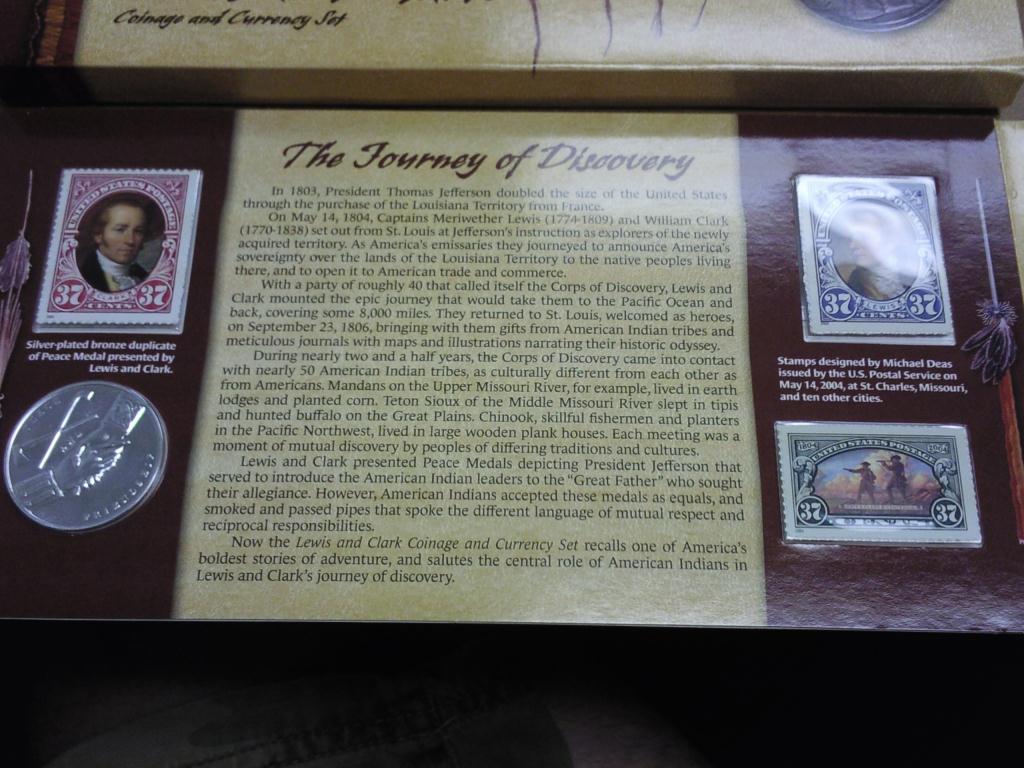 Coinage and Currency Set
The Journey of Discovery
In 1803, President Thomas Jefferson doubled the size of the United States
through the purchase of the Louisiana Territory from France.
On May 14, 1804, Captains Meriwether Lewis (1774-1809) and William Clark
(1770-1838) set out from St. Louis at Jefferson's instruction as explorers of the newly
acquired territory. As America's emissaries they journeyed to announce America's
sovereignty over the lands of the Louisiana Territory to the native peoples living
there, and to open it to American trade and commerce.
With a party of roughly 40 that called itself the Corps of Discovery, Lewis and
Clark mounted the epic journey that would take them to the Pacific Ocean and
back, covering some 8,000 miles. They returned to St. Louis, welcomed as heroes,
on September 23, 1806, bringing with them gifts from American Indian tribes and
meticulous journals with maps and illustrations narrating their historic odyssey.
During nearly two and a half years, the Corps of Discovery came into contact
with nearly 50 American Indian tribes, as culturally different from each other as
from Americans. Mandans on the Upper Missouri River, for example, lived in earth
lodges and planted corn. Teton Sioux of the Middle Missouri River slept in tipis
and hunted buffalo on the Great Plains. Chinook, skillful fishermen and planters
in the Pacific Northwest, lived in large wooden plank houses. Each meeting was a
moment of mutual discovery by peoples of differing traditions and cultures.
Lewis and Clark presented Peace Medals depicting President Jefferson that
served to introduce the American Indian leaders to the "Great Father" who sought
their allegiance. However, American Indians accepted these medals as equals, and
smoked and passed pipes that spoke the different language of mutual respect and
reciprocal responsibilities.
Now the Lewis and Clark Coinage and Currency Set recalls one of America's
boldest stories of adventure, and salutes the central role of American Indians in
Lewis and Clark's journey of discovery.
UNITED STATES POSTAGE
CLARK
37 CENTS 37
Silver-plated bronze duplicate
of Peace Medal presented by
Lewis and Clark.
FRIENDSHIP
LEWIS
37 CENTS 37
Stamps designed by Michael Deas
issued by the U.S. Postal Service on
May 14, 2004, at St. Charles, Missouri,
and ten other cities.
1804 UNITED STATES POSTAGE 2004
37 CENTS 37